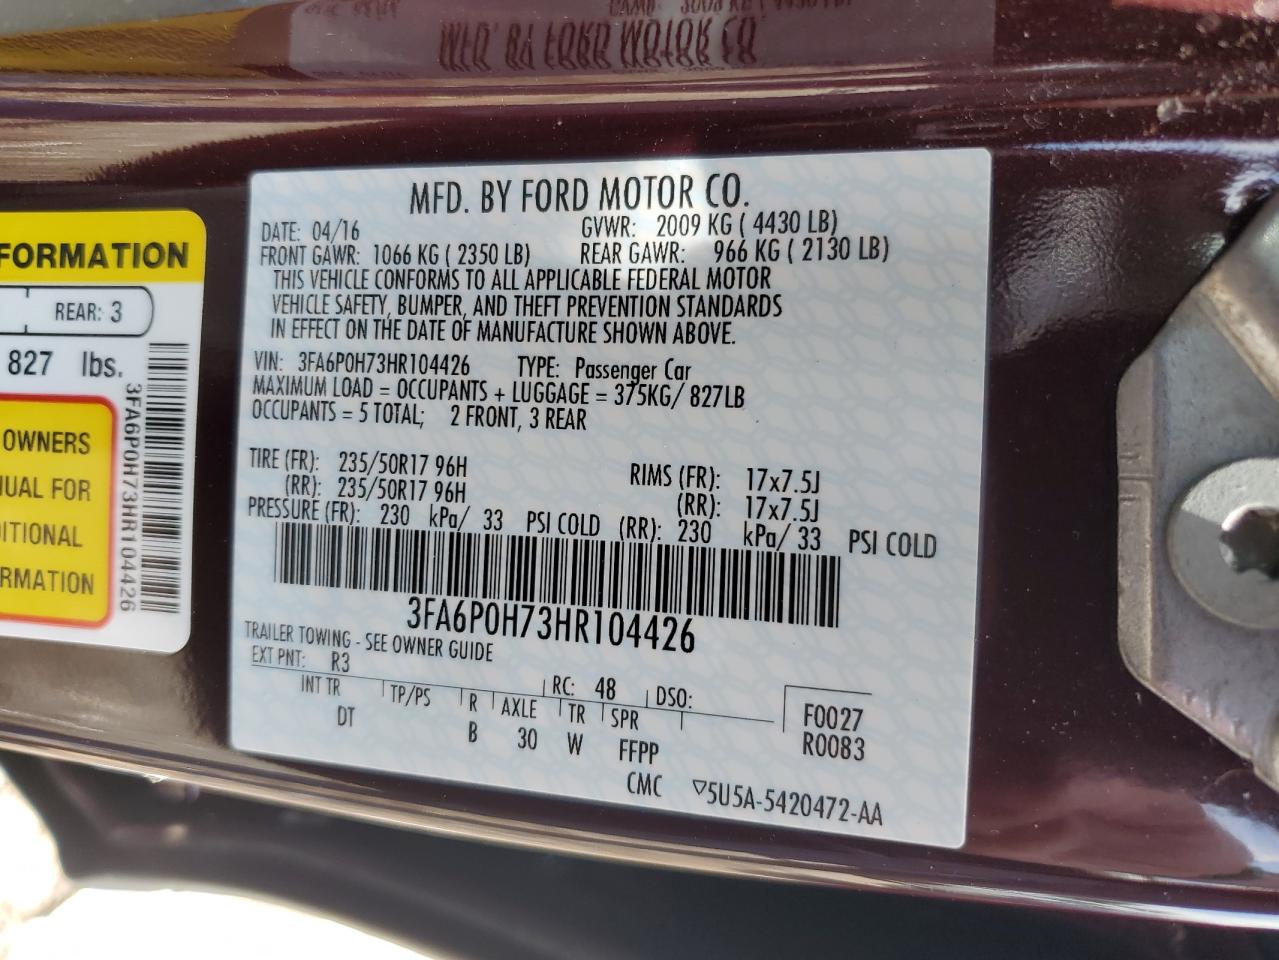 MFD. BY FORD MOTOR CO.
FORMATION
REAR: 3
827 lbs.
OWNERS
UAL FOR
DITIONAL
RMATION
3FA6P0H73HR104426
MFD. BY FORD MOTOR CO.
DATE: 04/16 GVWR: 2009 KG ( 4430 LB)
FRONT GAWR: 1066 KG ( 2350 LB) REAR GAWR: 966 KG ( 2130 LB)
THIS VEHICLE CONFORMS TO ALL APPLICABLE FEDERAL MOTOR
VEHICLE SAFETY, BUMPER, AND THEFT PREVENTION STANDARDS
IN EFFECT ON THE DATE OF MANUFACTURE SHOWN ABOVE.
VIN: 3FA6P0H73HR104426 TYPE: Passenger Car
MAXIMUM LOAD = OCCUPANTS + LUGGAGE = 375KG/ 827LB
OCCUPANTS = 5 TOTAL; 2 FRONT, 3 REAR
TIRE (FR): 235/50R17 96H RIMS (FR): 17x7.5J
(RR): 235/50R17 96H (RR): 17x7.5J
PRESSURE (FR): 230 kPa/ 33 PSI COLD (RR): 230 kPa/ 33 PSI COLD
3FA6P0H73HR104426
TRAILER TOWING - SEE OWNER GUIDE
EXT PNT: R3 RC: 48 DSO:
INT TR TP/PS R AXLE TR SPR F0027
DT B 30 W FFPP R0083
CMC ▽5U5A-5420472-AA